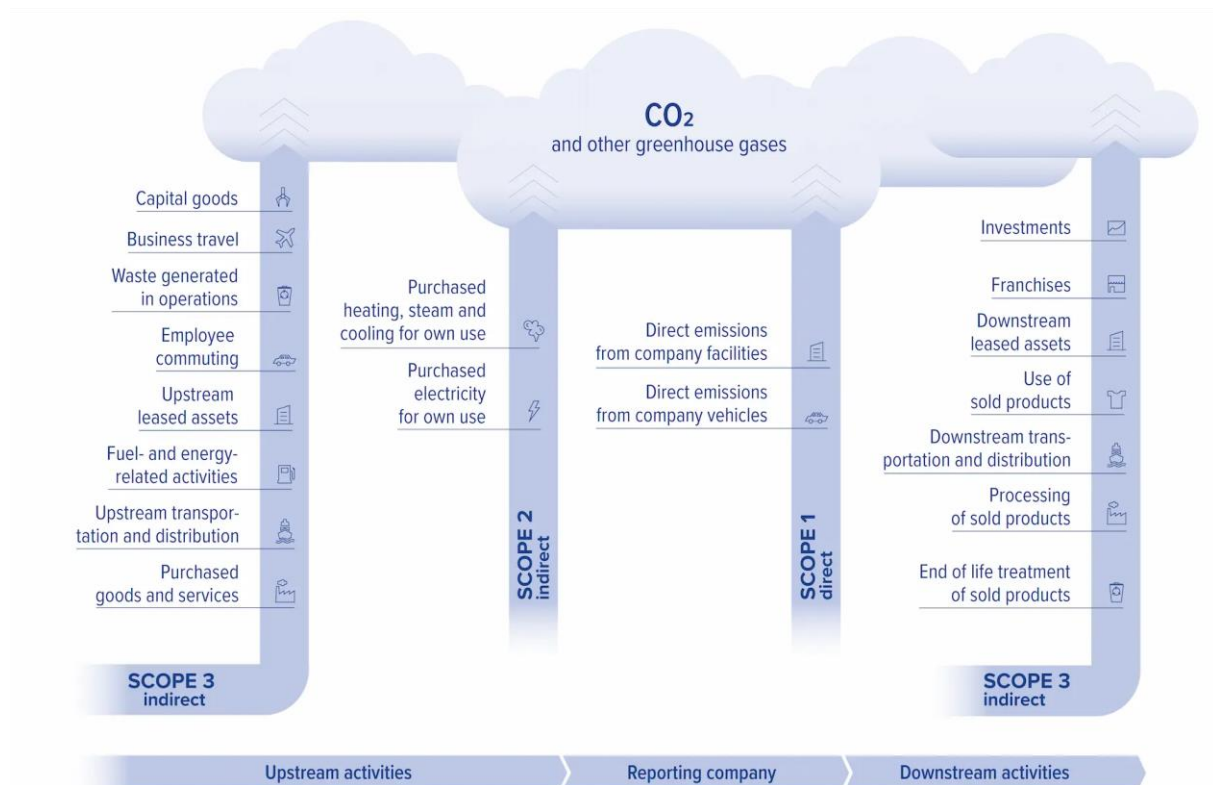 CO₂
and other greenhouse gases
Capital goods
Business travel
Waste generated
in operations
Employee
commuting
Upstream
leased assets
Fuel- and energy-
related activities
Upstream transpor-
tation and distribution
Purchased
goods and services
SCOPE 3
indirect
Purchased
heating, steam and
cooling for own use
Purchased
electricity
for own use
SCOPE 2
indirect
Direct emissions
from company facilities
Direct emissions
from company vehicles
SCOPE 1
direct
Investments
Franchises
Downstream
leased assets
Use of
sold products
Downstream trans-
portation and distribution
Processing
of sold products
End of life treatment
of sold products
SCOPE 3
indirect
Upstream activities
Reporting company
Downstream activities